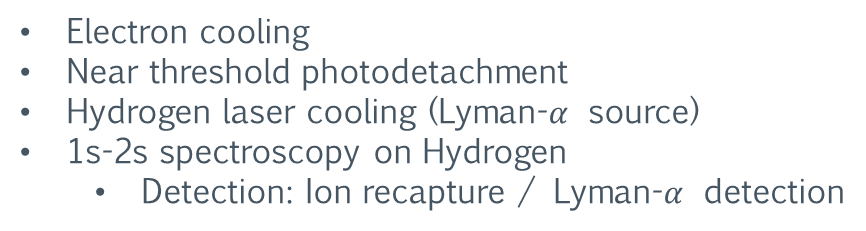 • Electron cooling
• Near threshold photodetachment
• Hydrogen laser cooling (Lyman-α source)
• 1s-2s spectroscopy on Hydrogen
• Detection: Ion recapture / Lyman-α detection